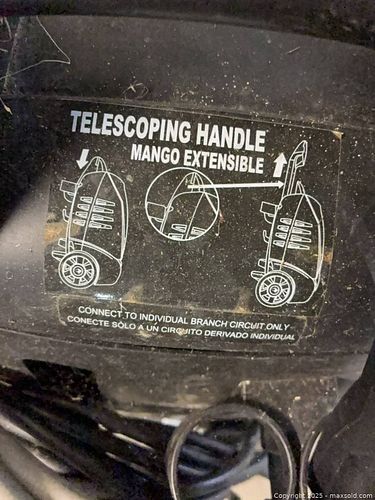 TELESCOPING HANDLE
MANGO EXTENSIBLE
CONNECT TO INDIVIDUAL BRANCH CIRCUIT ONLY
CONECTE SÒLO A UN CIRCUITO DERIVADO INDIVIDUAL
Copyright © 2025 - maxsold.com